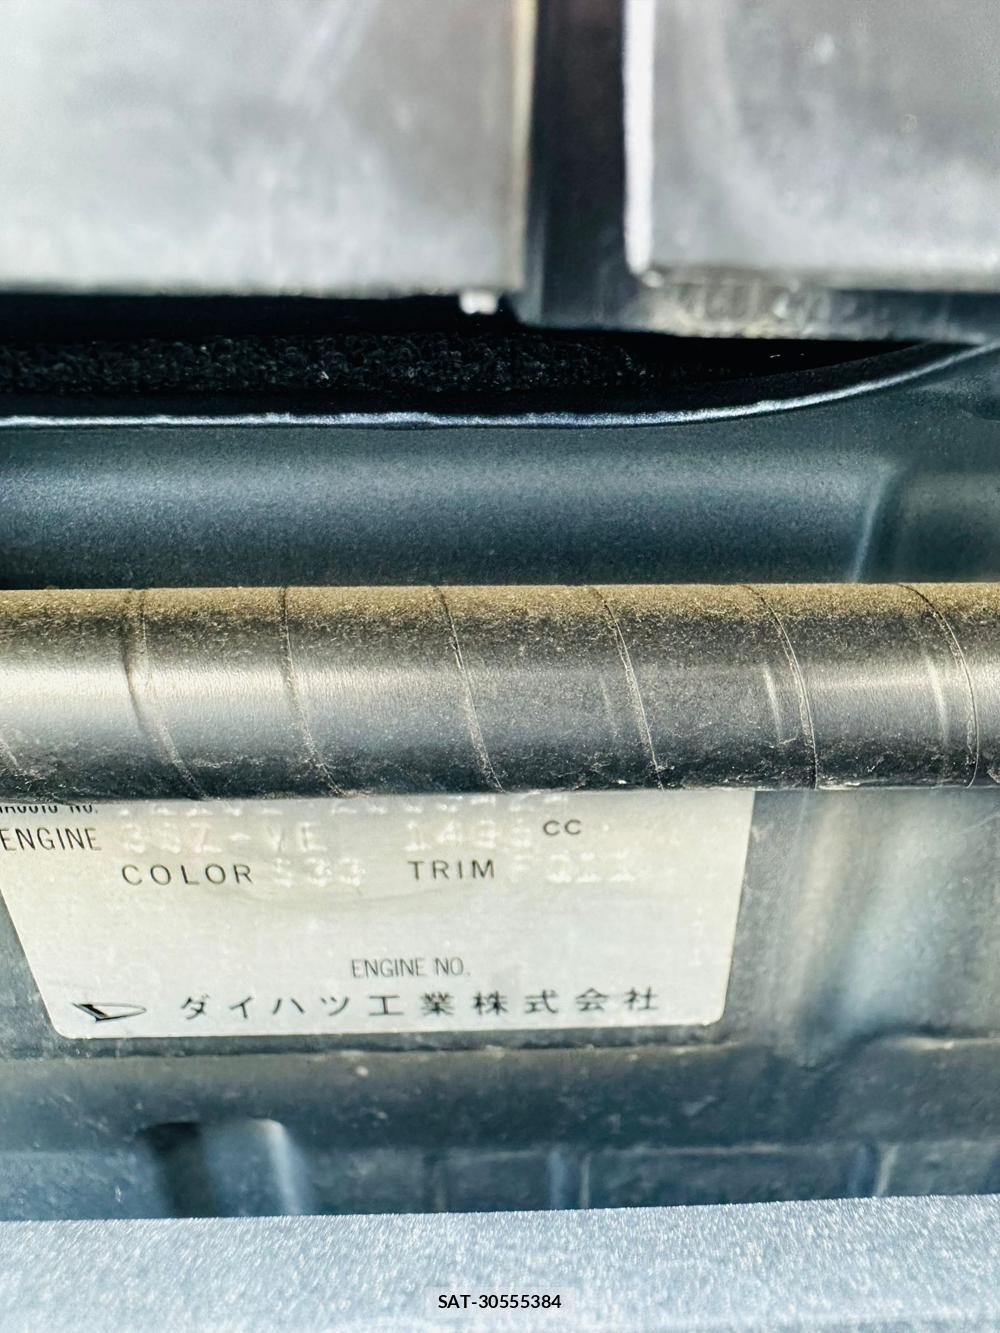 ENGINE 3SZ-VE 1495 CC
COLOR S39 TRIM
ENGINE NO.
ダイハツ工業株式会社
SAT-30555384